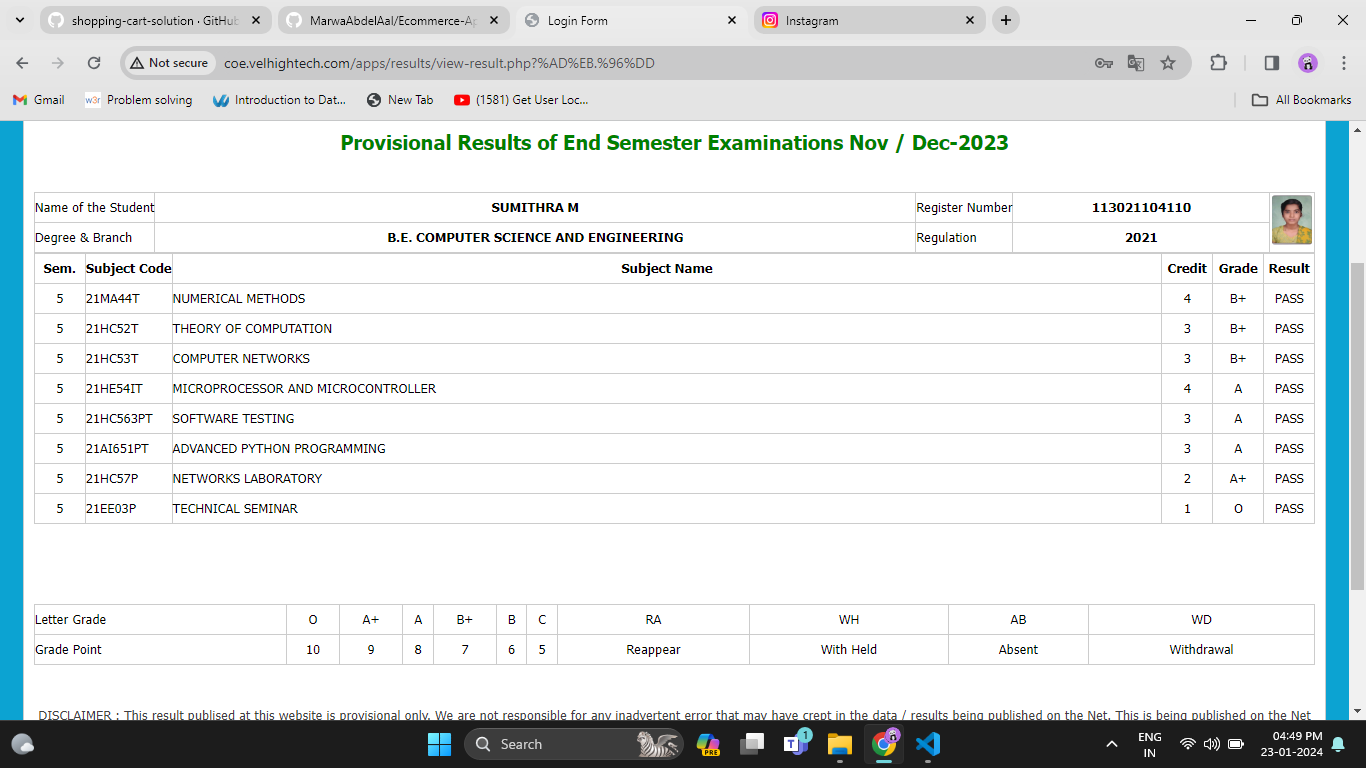 shopping-cart-solution · GitHub
MarwaAbdelAal/Ecommerce-Ap
Login Form
Instagram
Not secure
coe.velhightech.com/apps/results/view-result.php?%AD%EB.%96%DD
Gmail
w3r Problem solving
Introduction to Dat...
New Tab
(1581) Get User Loc...
All Bookmarks
Provisional Results of End Semester Examinations Nov / Dec-2023
Name of the Student SUMITHRA M Register Number 113021104110
Degree & Branch B.E. COMPUTER SCIENCE AND ENGINEERING Regulation 2021
Sem. Subject Code Subject Name Credit Grade Result
5 21MA44T NUMERICAL METHODS 4 B+ PASS
5 21HC52T THEORY OF COMPUTATION 3 B+ PASS
5 21HC53T COMPUTER NETWORKS 3 B+ PASS
5 21HE54IT MICROPROCESSOR AND MICROCONTROLLER 4 A PASS
5 21HC563PT SOFTWARE TESTING 3 A PASS
5 21AI651PT ADVANCED PYTHON PROGRAMMING 3 A PASS
5 21HC57P NETWORKS LABORATORY 2 A+ PASS
5 21EE03P TECHNICAL SEMINAR 1 O PASS
Letter Grade O A+ A B+ B C RA WH AB WD
Grade Point 10 9 8 7 6 5 Reappear With Held Absent Withdrawal
DISCLAIMER : This result publised at this website is provisional only. We are not responsible for any inadvertent error that may have crept in the data / results being published on the Net. This is being published on the Net
Search
PRE
1
ENG
IN
04:49 PM
23-01-2024